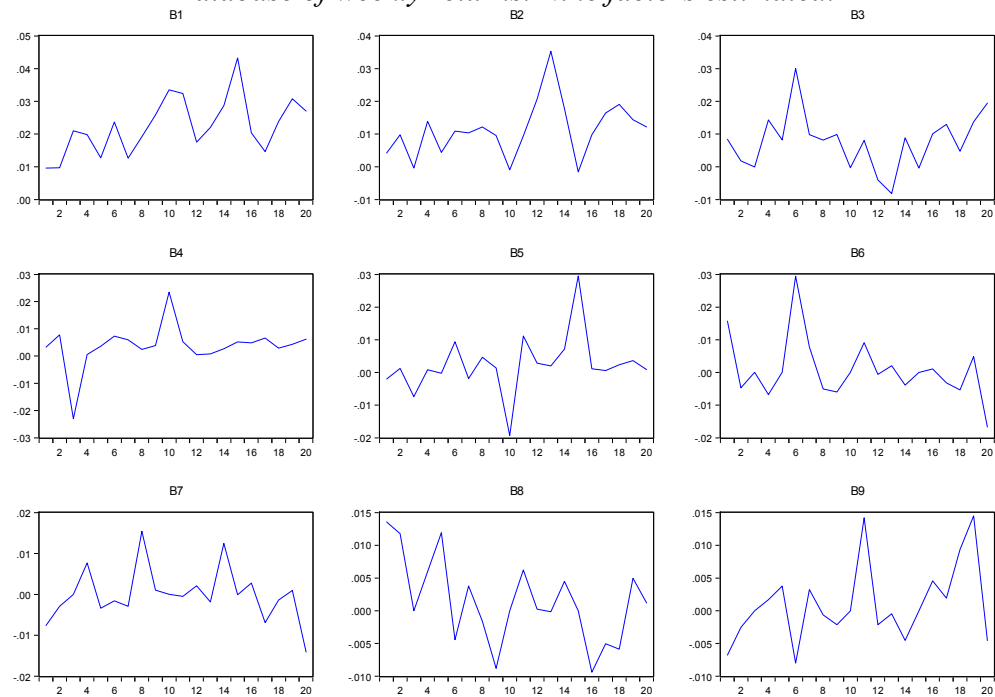 Database of weekly returns. Nine factors estimated.
B1 B2 B3
.05 .04 .04
.04 .03 .03
.03 .02 .02
.02 .01 .01
.01 .00 .00
.00 -.01 -.01
2 4 6 8 10 12 14 16 18 20 2 4 6 8 10 12 14 16 18 20 2 4 6 8 10 12 14 16 18 20
B4 B5 B6
.03 .03 .03
.02 .02 .02
.01 .01 .01
.00 .00 .00
-.01 -.01 -.01
-.02 -.02 -.02
-.03
2 4 6 8 10 12 14 16 18 20 2 4 6 8 10 12 14 16 18 20 2 4 6 8 10 12 14 16 18 20
B7 B8 B9
.02 .015 .015
.01 .010 .010
.00 .005 .005
-.01 .000 .000
-.02 -.005 -.005
-.010 -.010
2 4 6 8 10 12 14 16 18 20 2 4 6 8 10 12 14 16 18 20 2 4 6 8 10 12 14 16 18 20